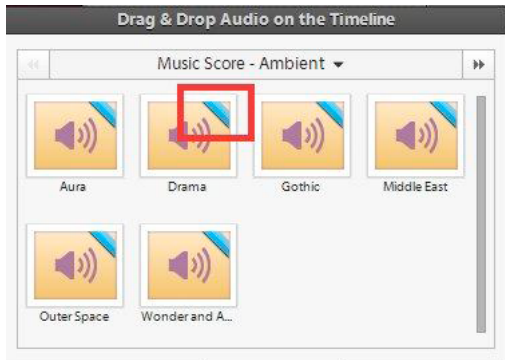 Drag & Drop Audio on the Timeline
Music Score - Ambient
Aura Drama Gothic Middle East
Outer Space Wonder and A...